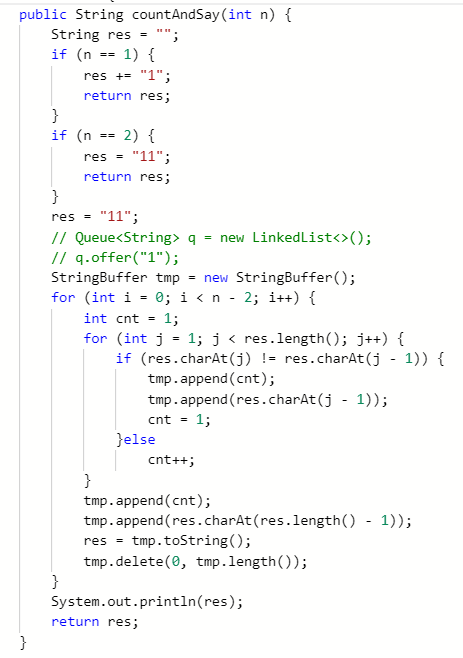 public String countAndSay(int n) {
    String res = "";
    if (n == 1) {
        res += "1";
        return res;
    }
    if (n == 2) {
        res = "11";
        return res;
    }
    res = "11";
    // Queue<String> q = new LinkedList<>();
    // q.offer("1");
    StringBuffer tmp = new StringBuffer();
    for (int i = 0; i < n - 2; i++) {
        int cnt = 1;
        for (int j = 1; j < res.length(); j++) {
            if (res.charAt(j) != res.charAt(j - 1)) {
                tmp.append(cnt);
                tmp.append(res.charAt(j - 1));
                cnt = 1;
            }else
                cnt++;
        }
        tmp.append(cnt);
        tmp.append(res.charAt(res.length() - 1));
        res = tmp.toString();
        tmp.delete(0, tmp.length());
    }
    System.out.println(res);
    return res;
}